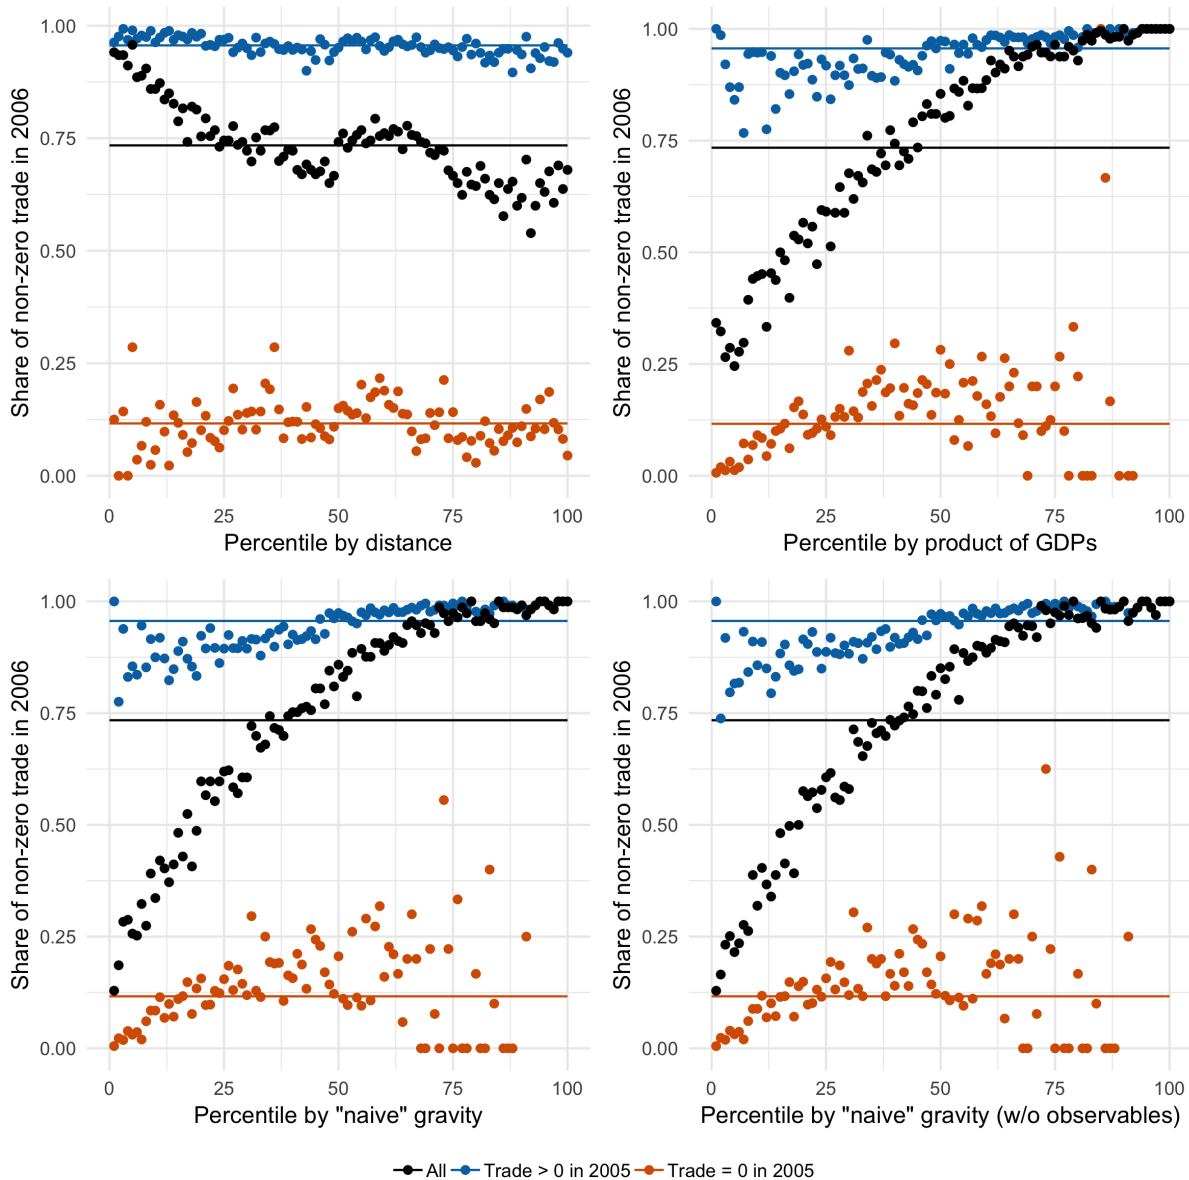 Share of non-zero trade in 2006
1.00
0.75
0.50
0.25
0.00
0 25 50 75 100
Percentile by distance
Share of non-zero trade in 2006
1.00
0.75
0.50
0.25
0.00
0 25 50 75 100
Percentile by product of GDPs
Share of non-zero trade in 2006
1.00
0.75
0.50
0.25
0.00
0 25 50 75 100
Percentile by "naive" gravity
Share of non-zero trade in 2006
1.00
0.75
0.50
0.25
0.00
0 25 50 75 100
Percentile by "naive" gravity (w/o observables)
All Trade > 0 in 2005 Trade = 0 in 2005